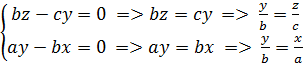 bz − cy = 0 => bz = cy => y/b = z/c
ay − bx = 0 => ay = bx => y/b = x/a